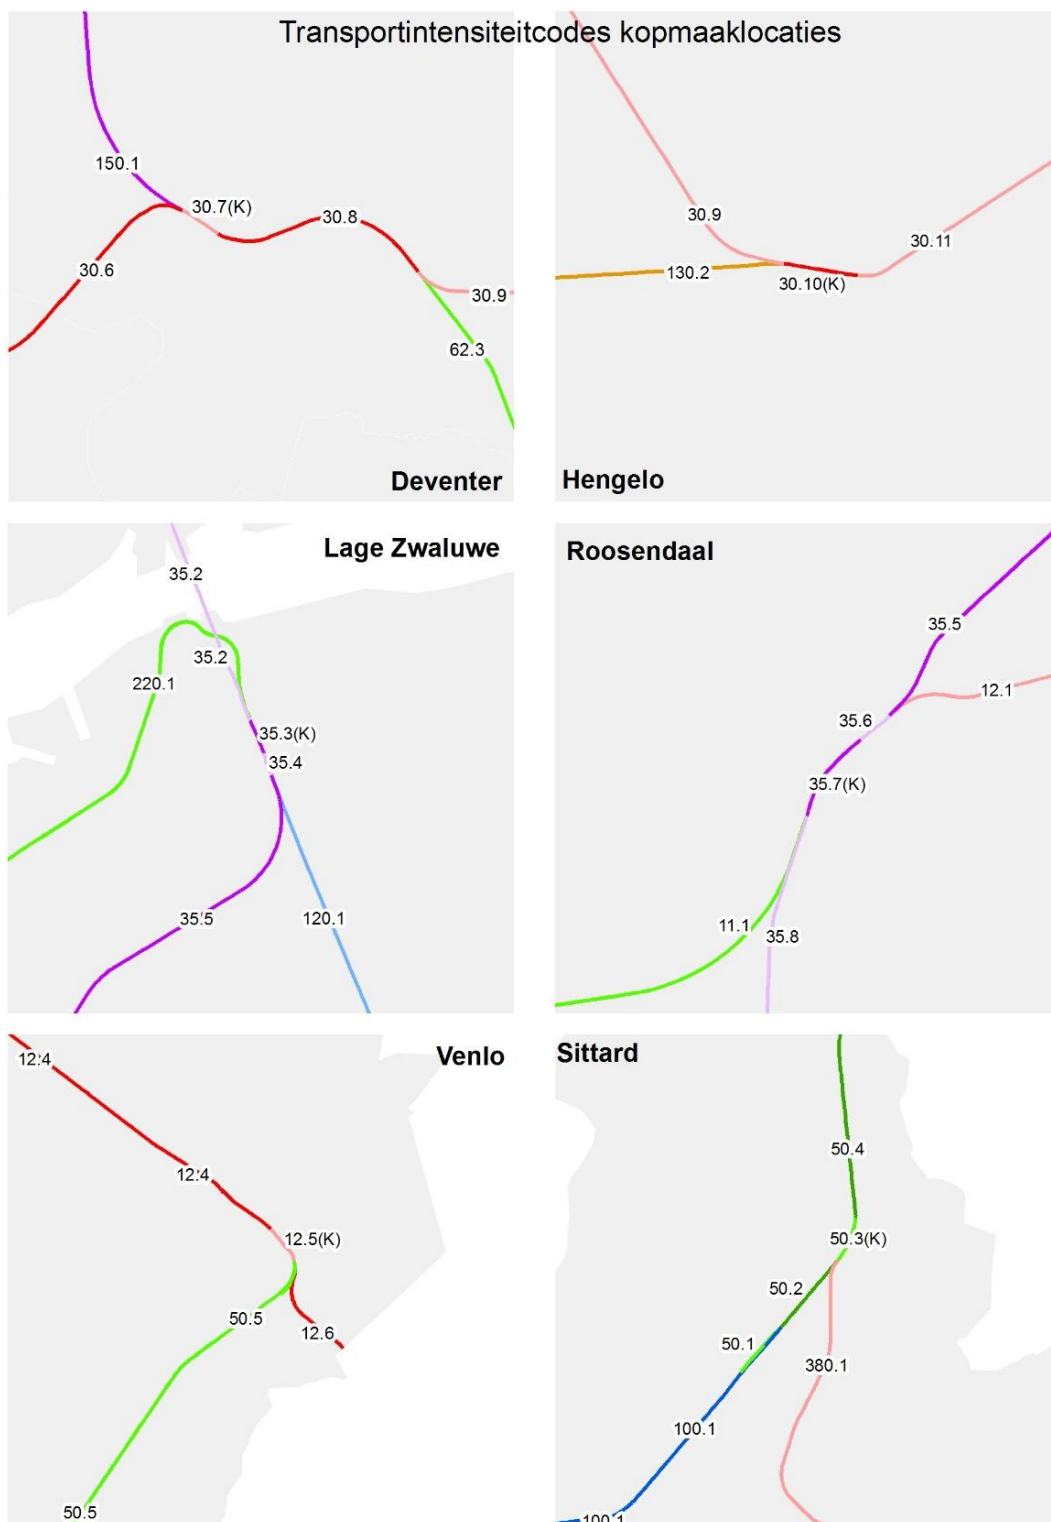 Transportintensiteitcodes kopmaaklocaties
150.1
30.7(K)
30.8
30.6
30.9
62.3
Deventer
30.9
30.11
130.2
30.10(K)
Hengelo
Lage Zwaluwe
35.2
35.2
220.1
35.3(K)
35.4
35.5
120.1
Roosendaal
35.5
12.1
35.6
35.7(K)
11.1
35.8
Venlo
12.4
12.4
12.5(K)
50.5
12.6
50.5
Sittard
50.4
50.3(K)
50.2
50.1
380.1
100.1
100.1